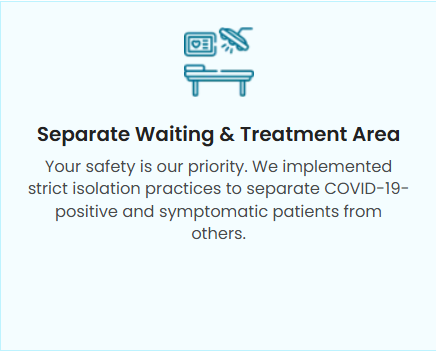 Separate Waiting & Treatment Area
Your safety is our priority. We implemented
strict isolation practices to separate COVID-19-
positive and symptomatic patients from
others.